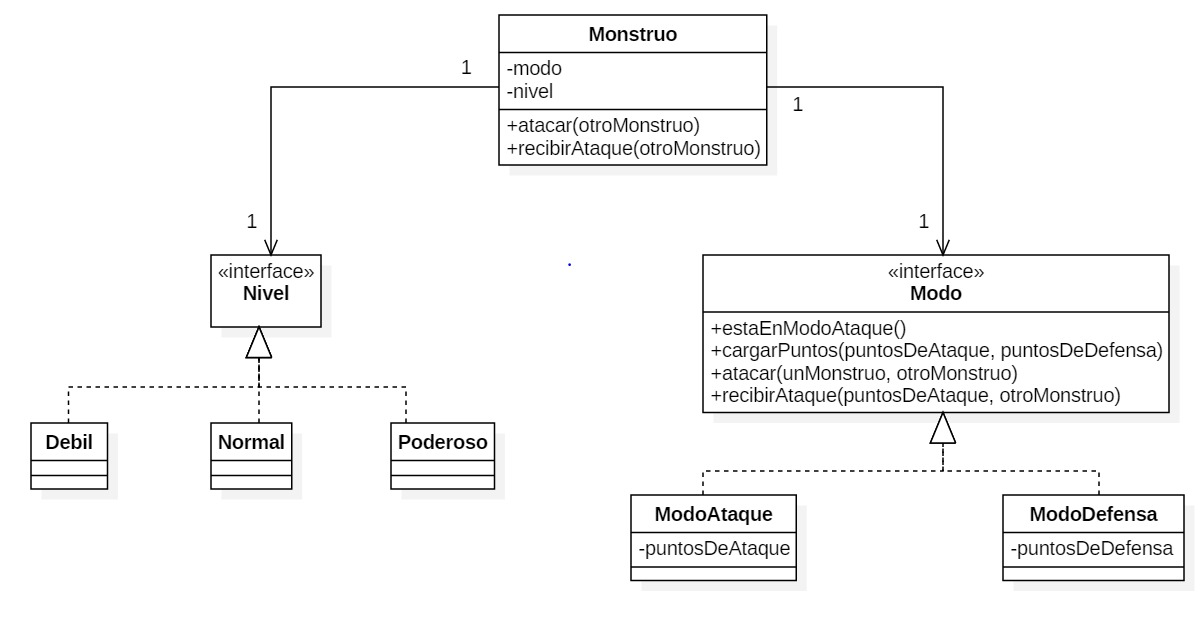 Monstruo
-modo
-nivel
+atacar(otroMonstruo)
+recibirAtaque(otroMonstruo)
1
1
1
1
«interface»
Nivel
«interface»
Modo
+estaEnModoAtaque()
+cargarPuntos(puntosDeAtaque, puntosDeDefensa)
+atacar(unMonstruo, otroMonstruo)
+recibirAtaque(puntosDeAtaque, otroMonstruo)
Debil
Normal
Poderoso
ModoAtaque
-puntosDeAtaque
ModoDefensa
-puntosDeDefensa